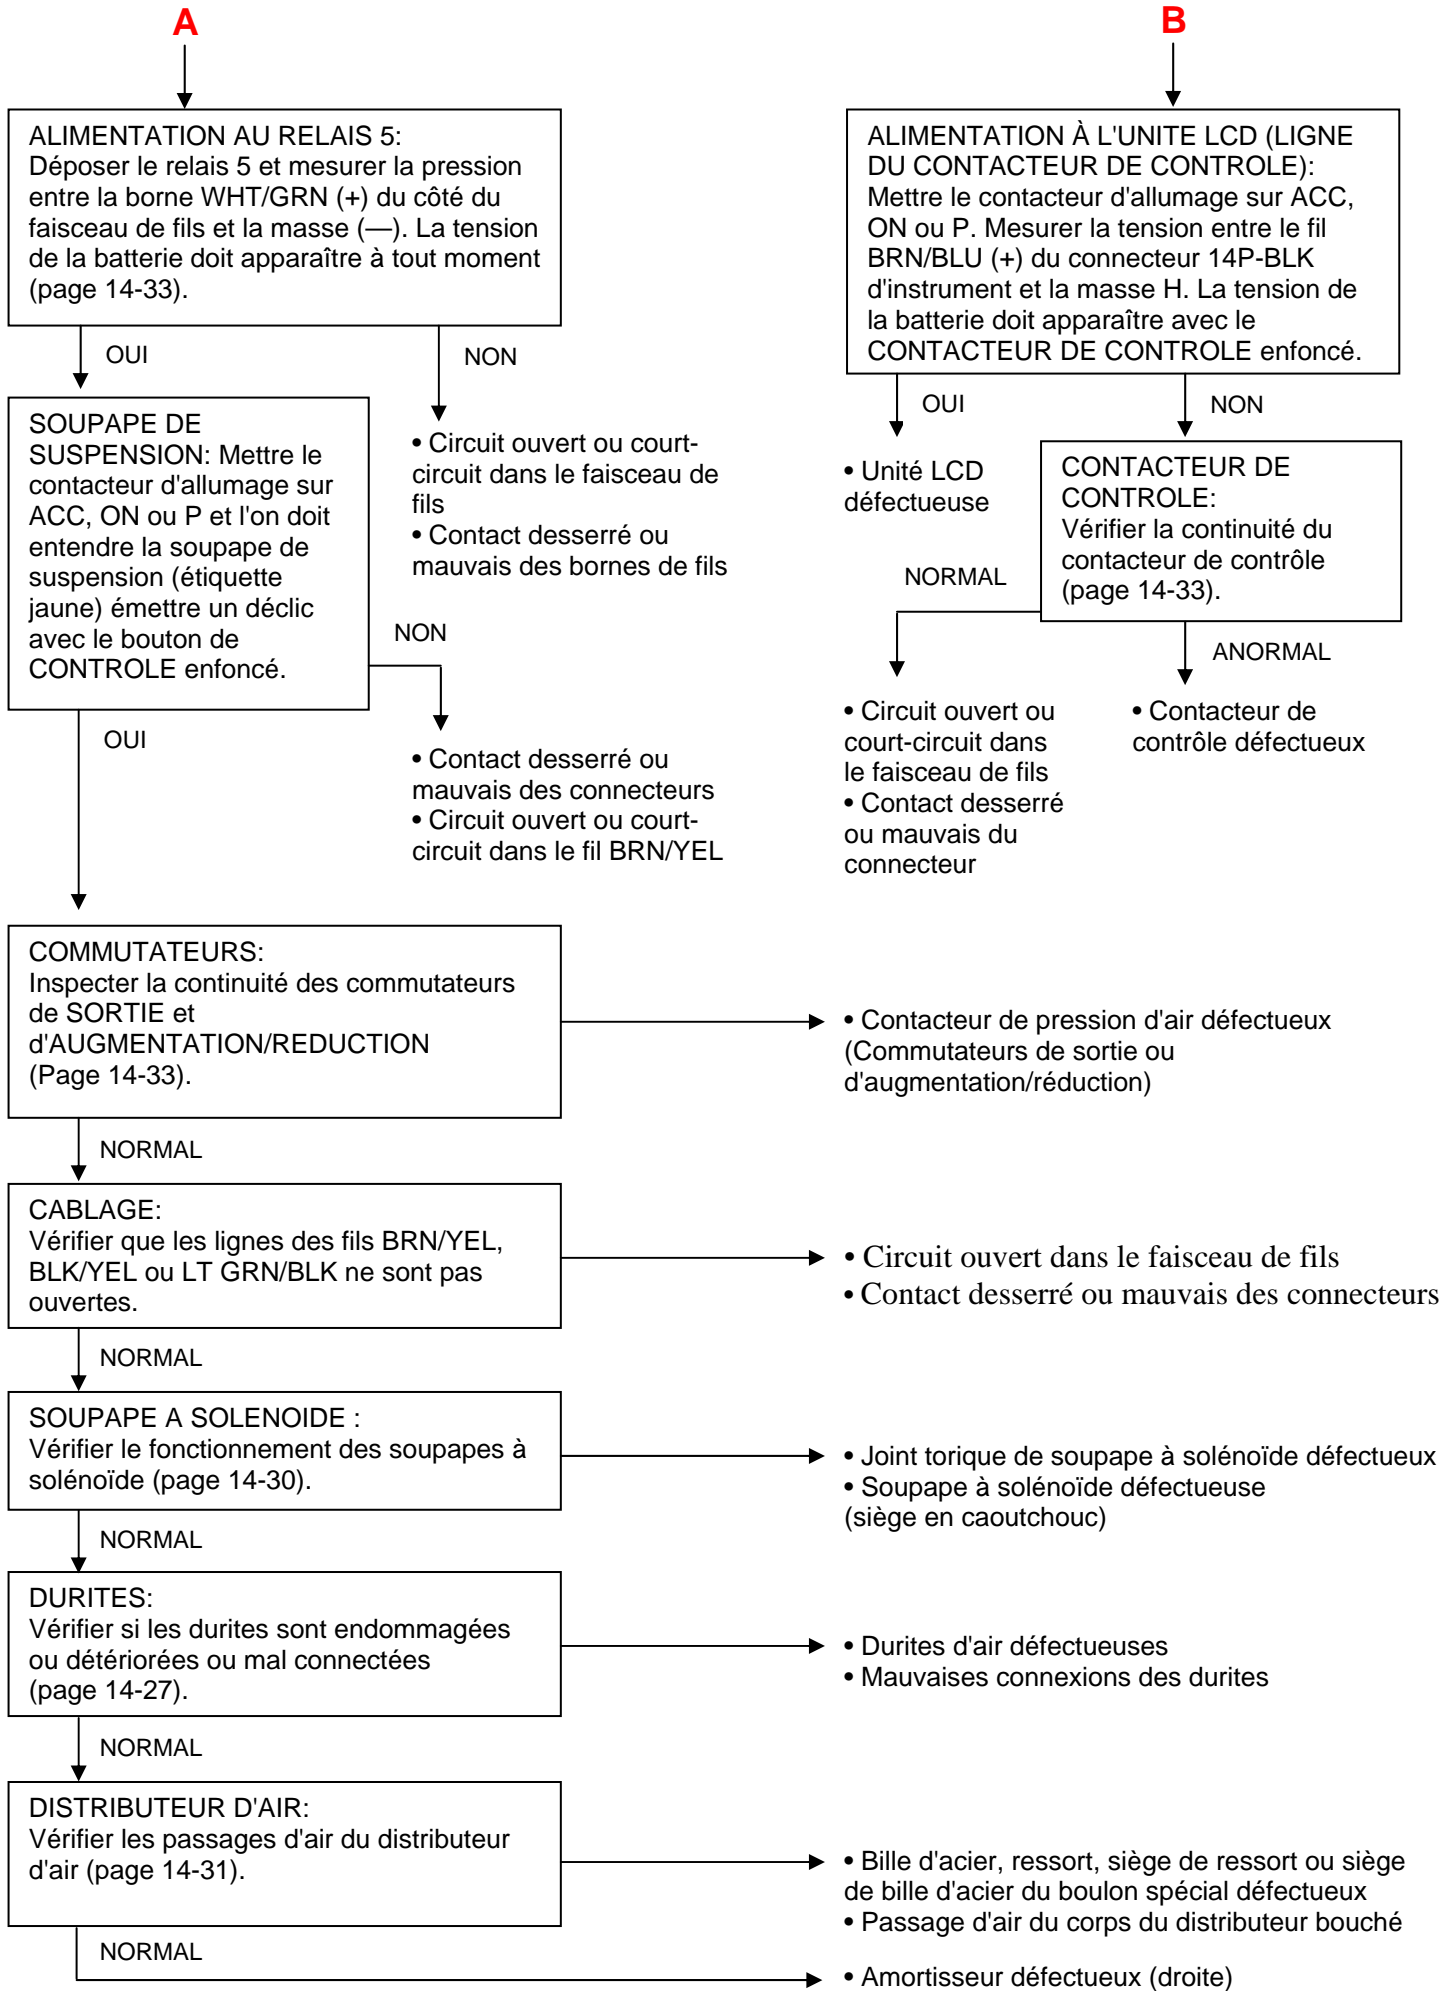 A
B
ALIMENTATION AU RELAIS 5:
Déposer le relais 5 et mesurer la pression
entre la borne WHT/GRN (+) du côté du
faisceau de fils et la masse (—). La tension
de la batterie doit apparaître à tout moment
(page 14-33).
ALIMENTATION À L'UNITE LCD (LIGNE
DU CONTACTEUR DE CONTROLE):
Mettre le contacteur d'allumage sur ACC,
ON ou P. Mesurer la tension entre le fil
BRN/BLU (+) du connecteur 14P-BLK
d'instrument et la masse H. La tension de
la batterie doit apparaître avec le
CONTACTEUR DE CONTROLE enfoncé.
OUI
NON
OUI
NON
SOUPAPE DE
SUSPENSION: Mettre le
contacteur d'allumage sur
ACC, ON ou P et l'on doit
entendre la soupape de
suspension (étiquette
jaune) émettre un déclic
avec le bouton de
CONTROLE enfoncé.
• Circuit ouvert ou court-
circuit dans le faisceau de
fils
• Contact desserré ou
mauvais des bornes de fils
• Unité LCD
défectueuse
CONTACTEUR DE
CONTROLE:
Vérifier la continuité du
contacteur de contrôle
(page 14-33).
NORMAL
ANORMAL
NON
OUI
• Contact desserré ou
mauvais des connecteurs
• Circuit ouvert ou court-
circuit dans le fil BRN/YEL
• Circuit ouvert ou
court-circuit dans
le faisceau de fils
• Contact desserré
ou mauvais du
connecteur
• Contacteur de
contrôle défectueux
COMMUTATEURS:
Inspecter la continuité des commutateurs
de SORTIE et
d'AUGMENTATION/REDUCTION
(Page 14-33).
• Contacteur de pression d'air défectueux
(Commutateurs de sortie ou
d'augmentation/réduction)
NORMAL
CABLAGE:
Vérifier que les lignes des fils BRN/YEL,
BLK/YEL ou LT GRN/BLK ne sont pas
ouvertes.
• Circuit ouvert dans le faisceau de fils
• Contact desserré ou mauvais des connecteurs
NORMAL
SOUPAPE A SOLENOIDE :
Vérifier le fonctionnement des soupapes à
solénoïde (page 14-30).
• Joint torique de soupape à solénoïde défectueux
• Soupape à solénoïde défectueuse
(siège en caoutchouc)
NORMAL
DURITES:
Vérifier si les durites sont endommagées
ou détériorées ou mal connectées
(page 14-27).
• Durites d'air défectueuses
• Mauvaises connexions des durites
NORMAL
DISTRIBUTEUR D'AIR:
Vérifier les passages d'air du distributeur
d'air (page 14-31).
• Bille d'acier, ressort, siège de ressort ou siège
de bille d'acier du boulon spécial défectueux
• Passage d'air du corps du distributeur bouché
NORMAL
• Amortisseur défectueux (droite)